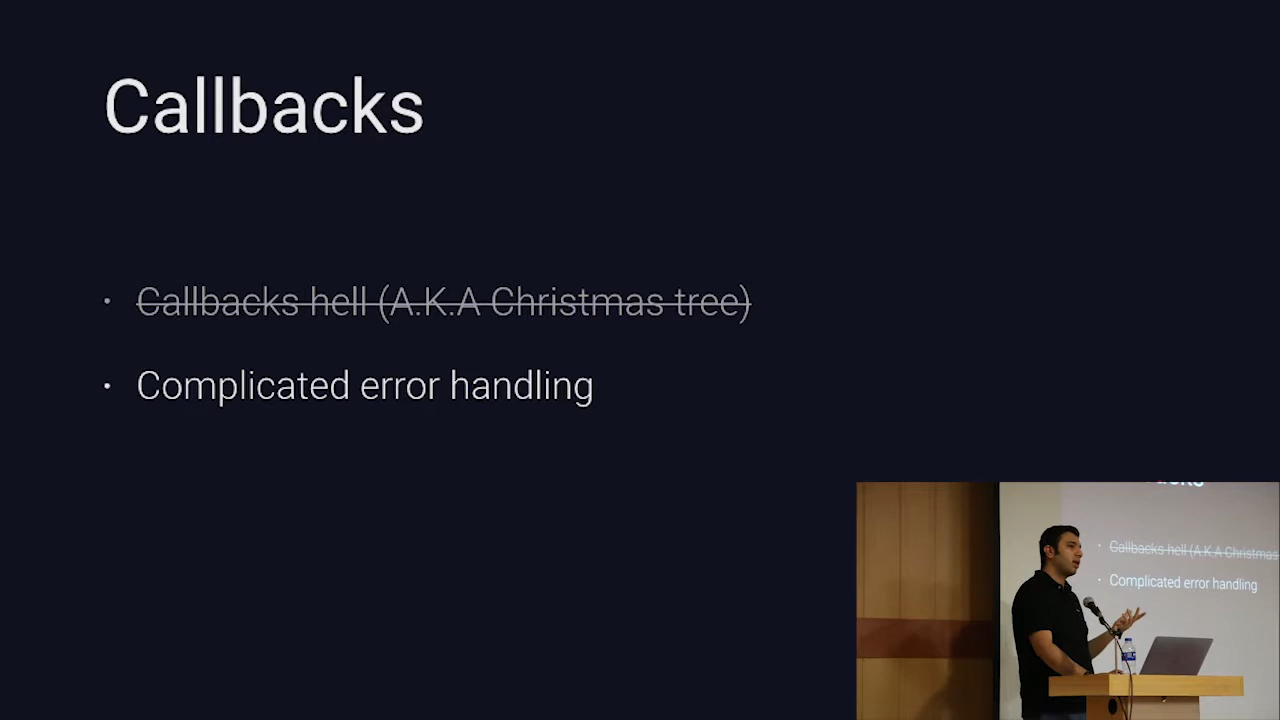 Callbacks
· Callbacks hell (A.K.A Christmas tree)
· Complicated error handling
· Callbacks hell (A.K.A Christmas
· Complicated error handling